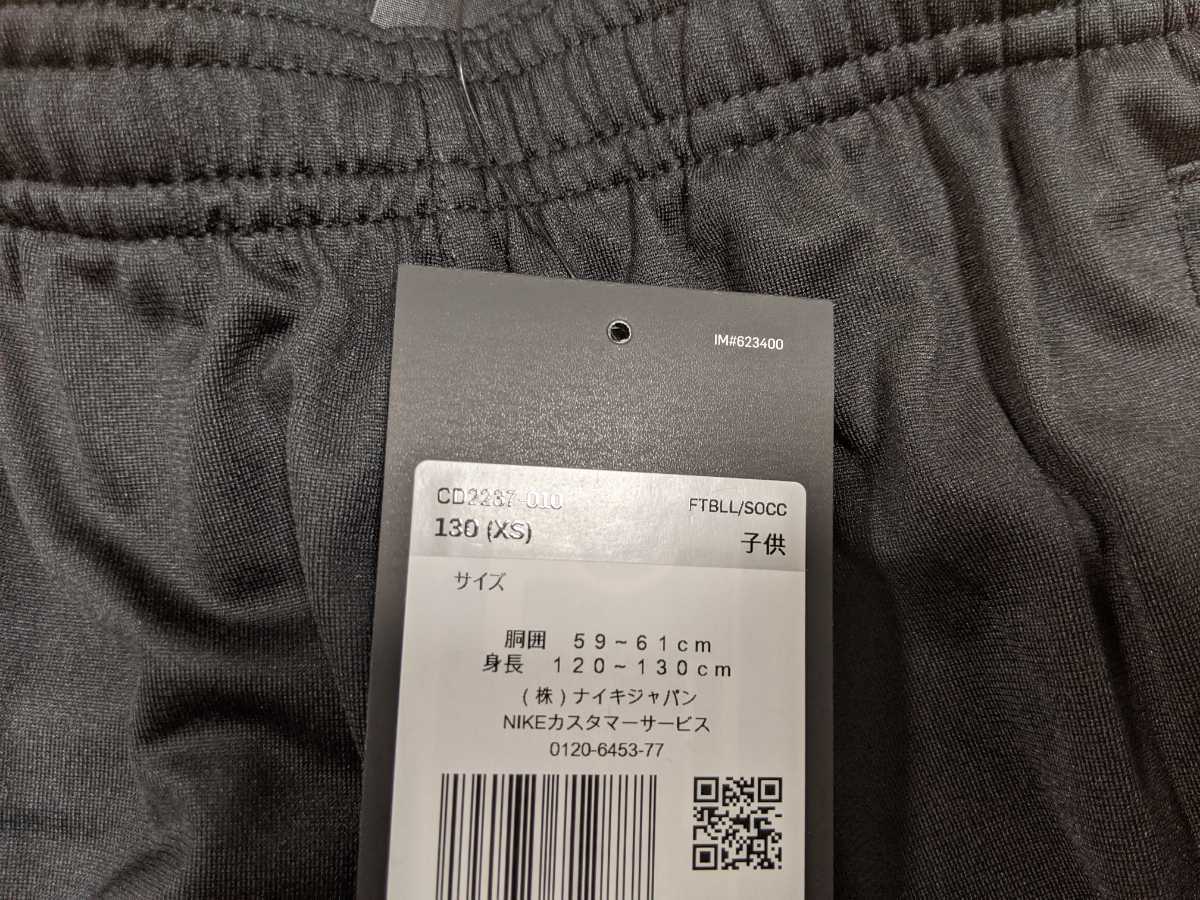 IM#623400
CD2287-010
FTBLL/SOCC
130 (XS)
子供
サイズ
胴囲 59~61cm
身長 120~130cm
(株)ナイキジャパン
NIKEカスタマーサービス
0120-6453-77